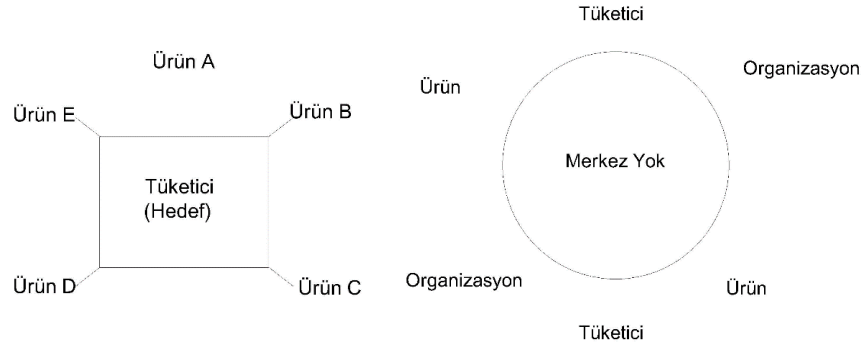 Ürün A
Ürün E
Ürün B
Tüketici
(Hedef)
Ürün D
Ürün C
Tüketici
Organizasyon
Ürün
Merkez Yok
Organizasyon
Ürün
Tüketici